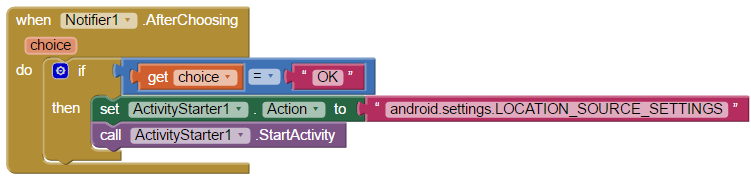 when Notifier1 .AfterChoosing
choice
do if get choice = " OK "
then set ActivityStarter1 . Action to " android.settings.LOCATION_SOURCE_SETTINGS "
call ActivityStarter1 .StartActivity